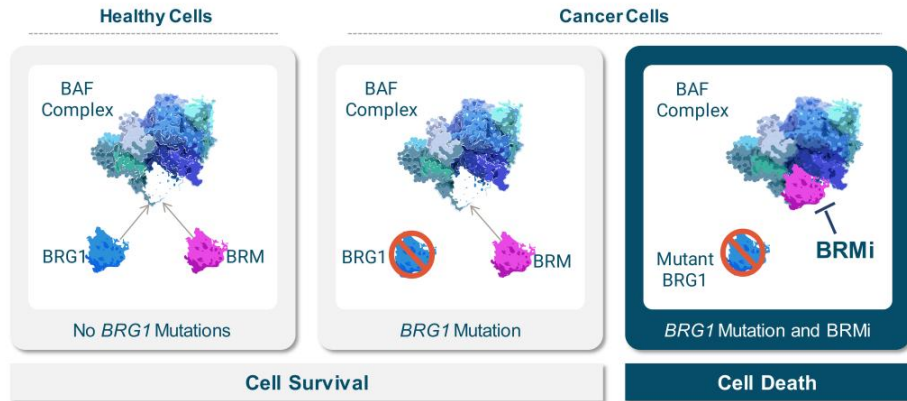 Healthy Cells
Cancer Cells
BAF
Complex
BRG1
BRM
No BRG1 Mutations
BAF
Complex
BRG1
BRM
BRG1 Mutation
BAF
Complex
Mutant
BRG1
BRMi
BRG1 Mutation and BRMi
Cell Survival
Cell Death